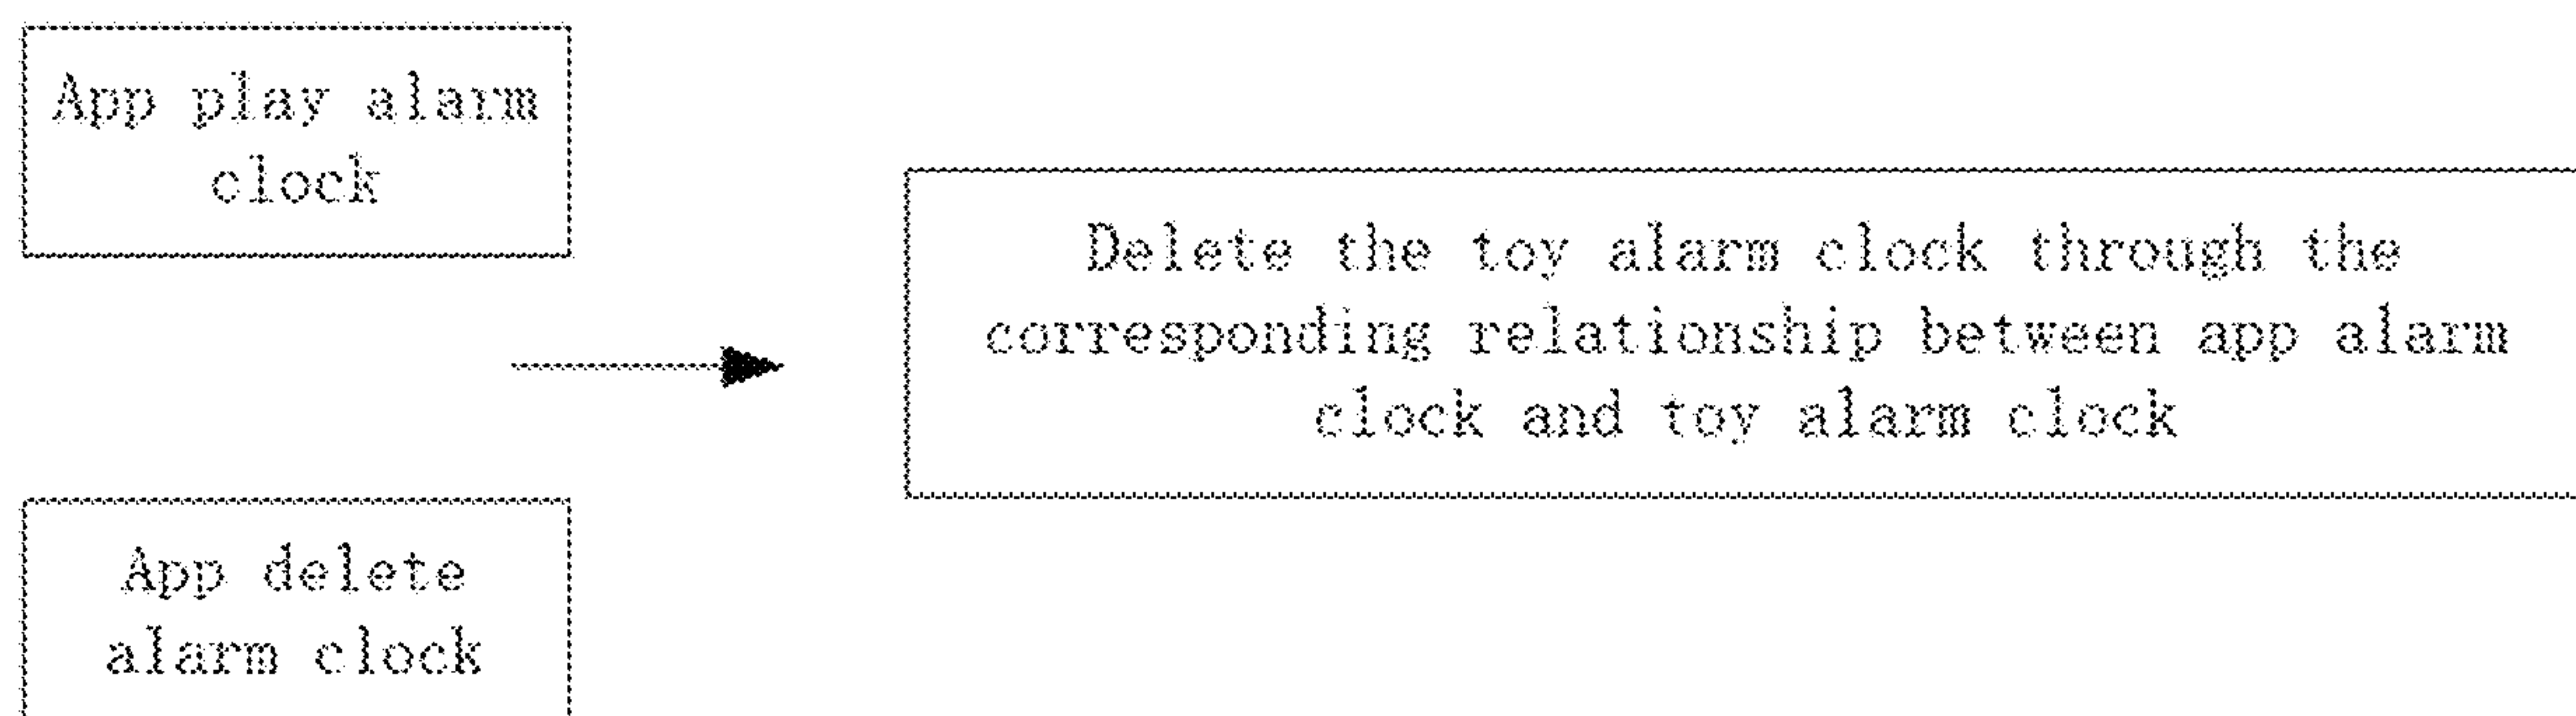 App play alarm
clock
Delete the toy alarm clock through the
corresponding relationship between app alarm
clock and toy alarm clock
App delete
alarm clock